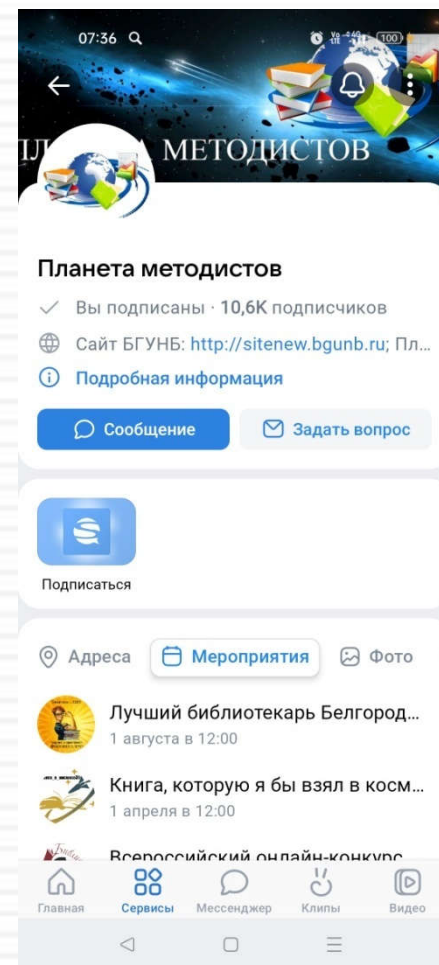 07:36
100
МЕТОДИСТОВ
Планета методистов
Вы подписаны · 10,6K подписчиков
Сайт БГУНБ: http://sitenew.bgunb.ru; Пл...
Подробная информация
Сообщение
Задать вопрос
Подписаться
Адреса
Мероприятия
Фото
Лучший библиотекарь Белгород...
1 августа в 12:00
Книга, которую я бы взял в косм...
1 апреля в 12:00
Всероссийский онлайн-конкурс
Главная
Сервисы
Мессенджер
Клипы
Видео